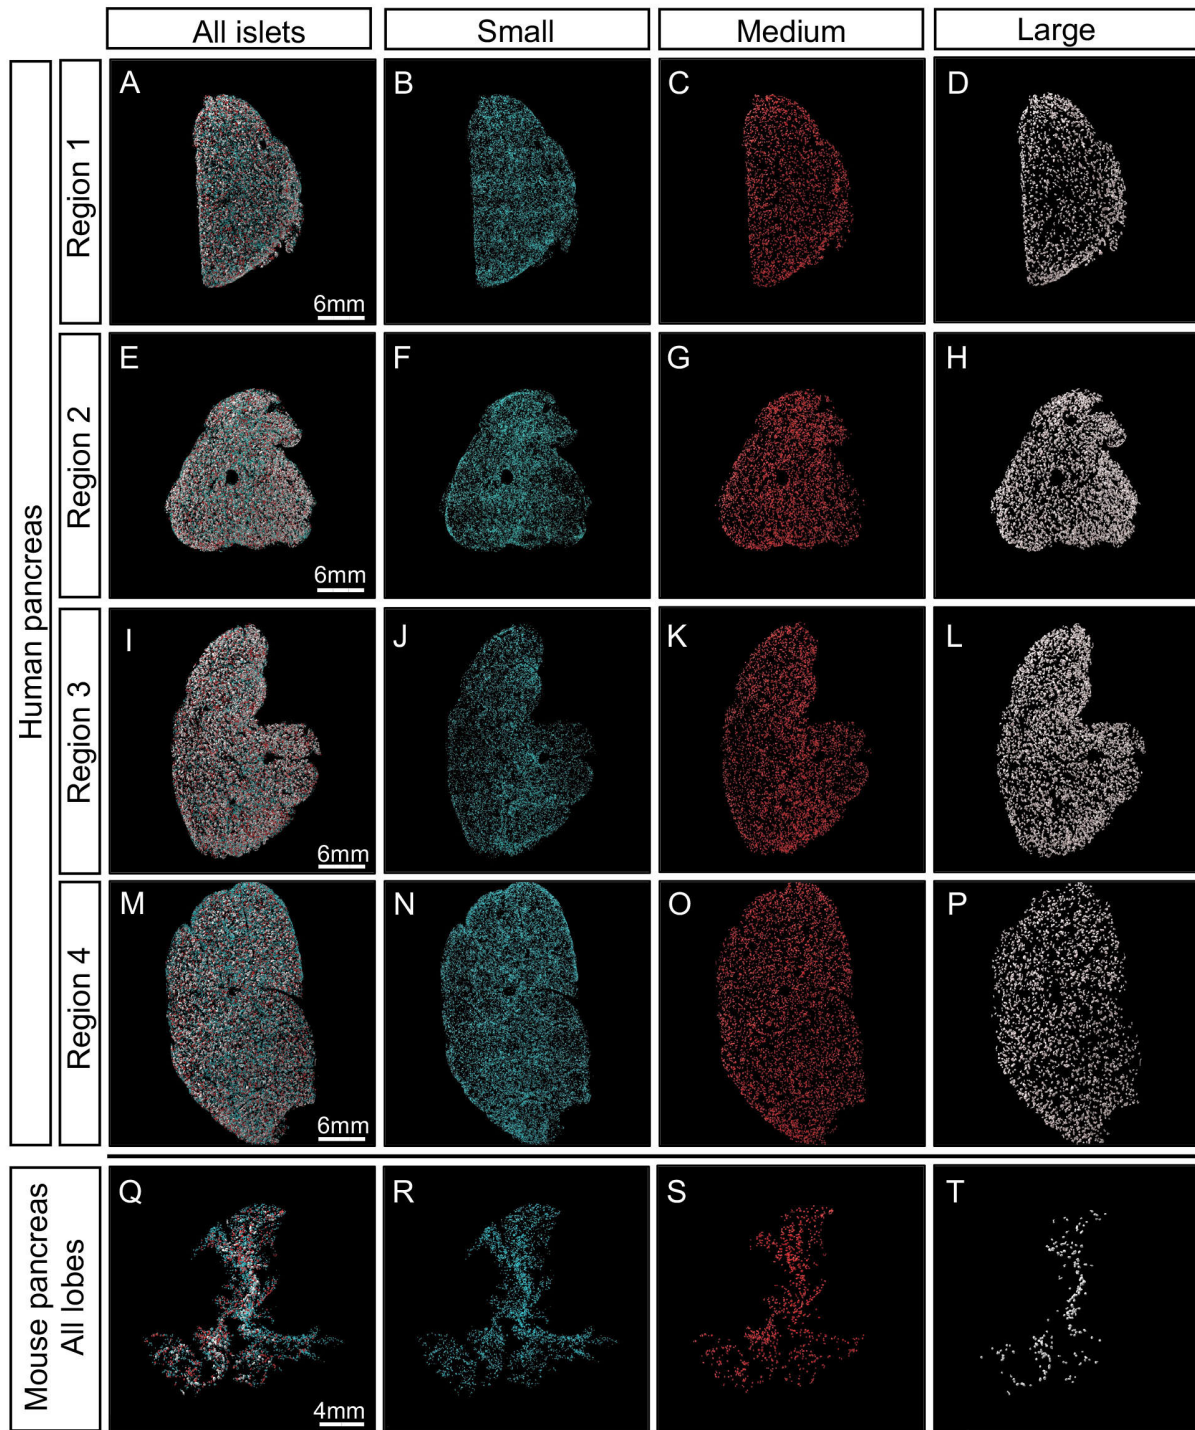 All islets
Small
Medium
Large
Human pancreas
Region 1
A
B
C
D
6mm
Region 2
E
F
G
H
6mm
Region 3
I
J
K
L
6mm
Region 4
M
N
O
P
6mm
Mouse pancreas
All lobes
Q
R
S
T
4mm